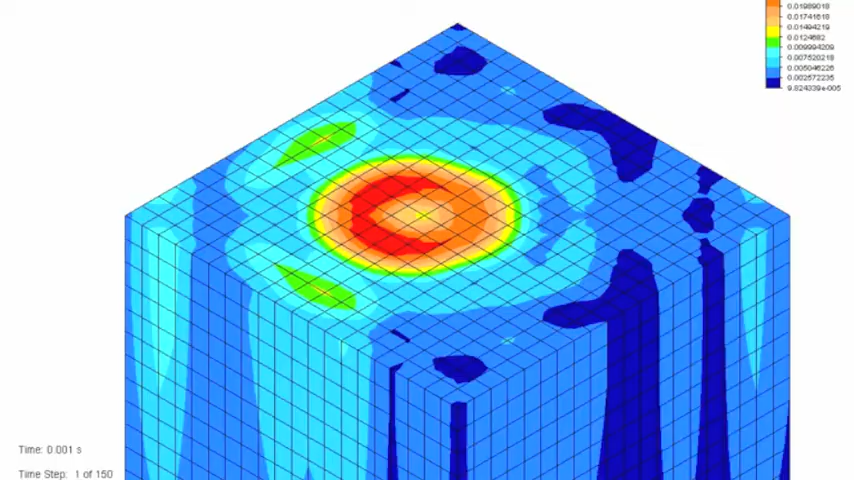 0.01989018
0.01741618
0.01494219
0.0124682
0.009994209
0.007520218
0.005046226
0.002572235
9.824339e-005
Time: 0.001 s
Time Step: 1 of 150